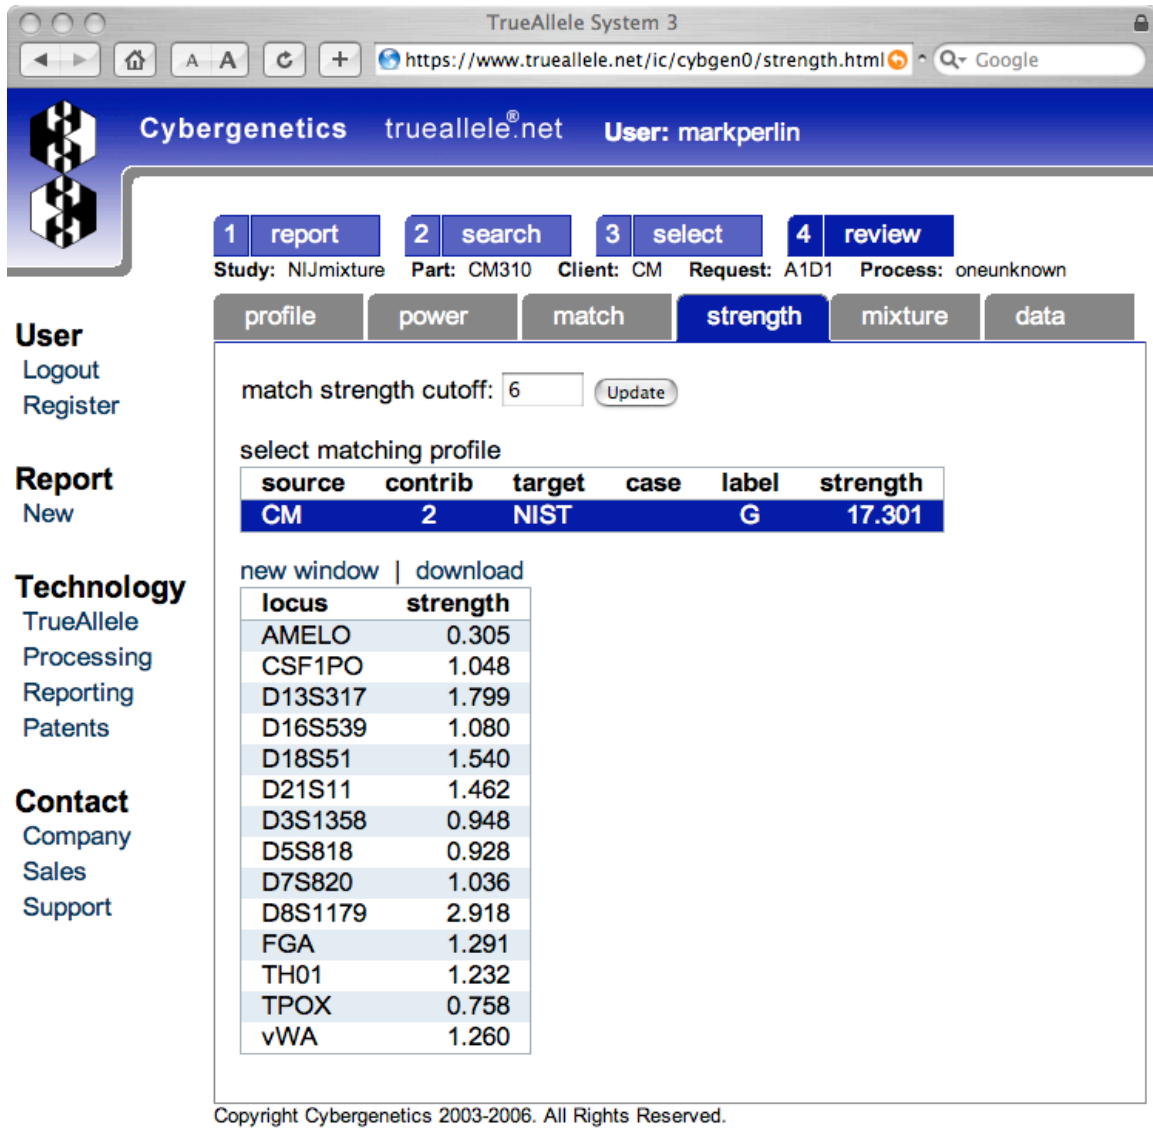 TrueAllele System 3
A A + https://www.trueallele.net/ic/cybgen0/strength.html Q Google
Cybergenetics trueallele®.net User: markperlin
1 report 2 search 3 select 4 review
Study: NIJmixture Part: CM310 Client: CM Request: A1D1 Process: oneunknown
profile power match strength mixture data
User
Logout
Register
Report
New
Technology
TrueAllele
Processing
Reporting
Patents
Contact
Company
Sales
Support
match strength cutoff: 6 Update
select matching profile
source contrib target case label strength
CM 2 NIST G 17.301
new window | download
locus strength
AMELO 0.305
CSF1PO 1.048
D13S317 1.799
D16S539 1.080
D18S51 1.540
D21S11 1.462
D3S1358 0.948
D5S818 0.928
D7S820 1.036
D8S1179 2.918
FGA 1.291
TH01 1.232
TPOX 0.758
vWA 1.260
Copyright Cybergenetics 2003-2006. All Rights Reserved.